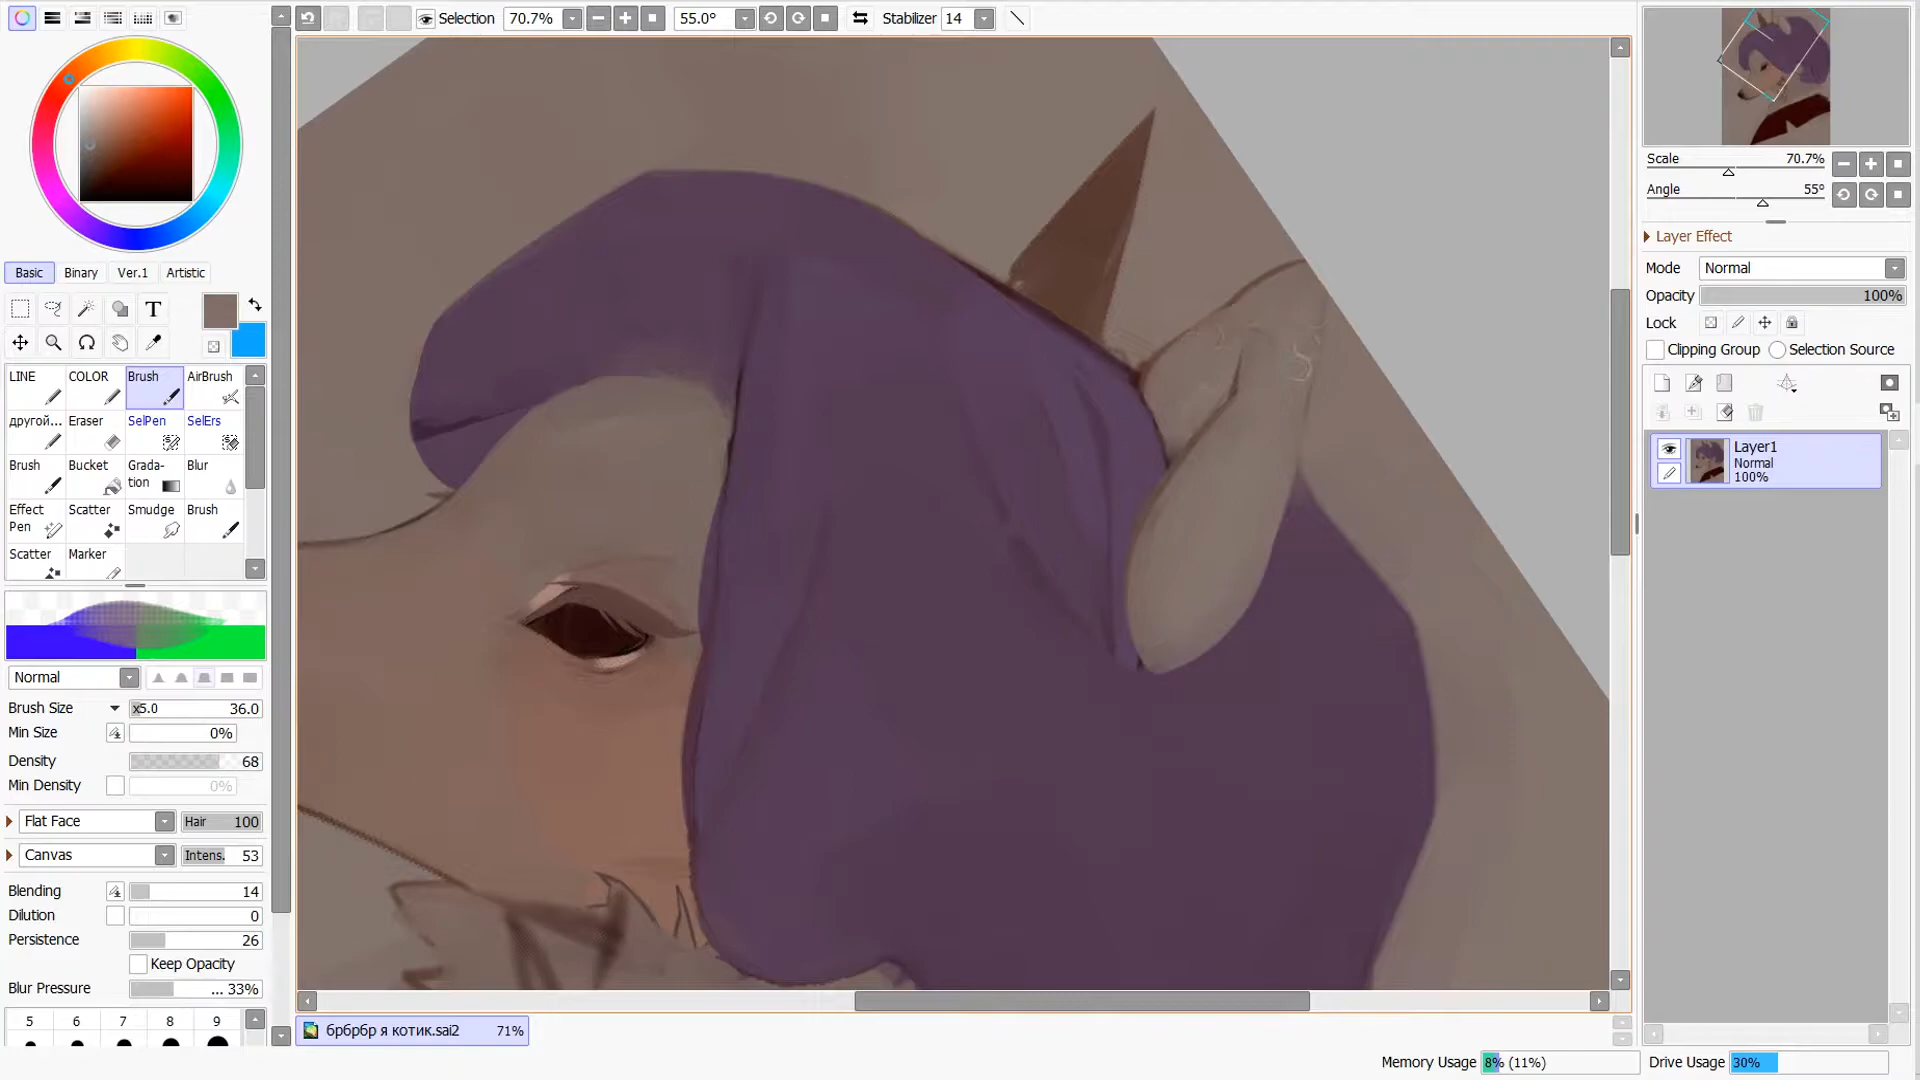 Selection 70.7% 55.0° Stabilizer 14
Basic Binary Ver.1 Artistic
T
LINE COLOR Brush AirBrush
другой... Eraser SelPen SelErs
Brush Bucket Grada-tion Blur
Effect Pen Scatter Smudge Brush
Scatter Marker
Normal
Brush Size x5.0 36.0
Min Size 0%
Density 68
Min Density 0%
Flat Face Hair 100
Canvas Intens. 53
Blending 14
Dilution 0
Persistence 26
Keep Opacity
Blur Pressure ... 33%
5 6 7 8 9
брбрбр я котик.sai2 71%
Scale 70.7%
Angle 55°
Layer Effect
Mode Normal
Opacity 100%
Lock
Clipping Group Selection Source
Layer1
Normal
100%
Memory Usage 8% (11%) Drive Usage 30%